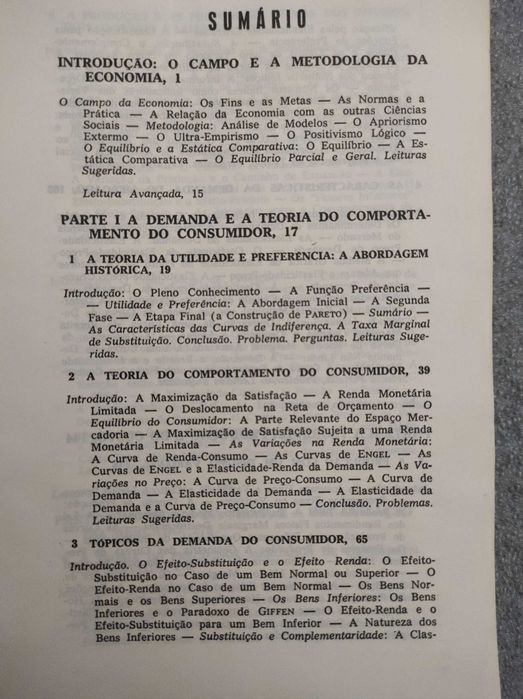 SUMÁRIO
INTRODUÇÃO: O CAMPO E A METODOLOGIA DA
ECONOMIA, 1
O Campo da Economia: Os Fins e as Metas — As Normas e a
Prática — A Relação da Economia com as outras Ciências
Sociais — Metodologia: Análise de Modelos — O Apriorismo
Extermo — O Ultra-Empirismo — O Positivismo Lógico —
O Equilíbrio e a Estática Comparativa: O Equilíbrio — A Es-
tática Comparativa — O Equilíbrio Parcial e Geral. Leituras
Sugeridas.
Leitura Avançada, 15
PARTE I A DEMANDA E A TEORIA DO COMPORTA-
MENTO DO CONSUMIDOR, 17
1 A TEORIA DA UTILIDADE E PREFERÊNCIA: A ABORDAGEM
HISTÓRICA, 19
Introdução: O Pleno Conhecimento — A Função Preferência —
— Utilidade e Preferência: A Abordagem Inicial — A Segunda
Fase — A Etapa Final (a Construção de PARETO) — Sumário —
As Características das Curvas de Indiferença. A Taxa Marginal
de Substituição. Conclusão. Problema. Perguntas. Leituras Suge-
ridas.
2 A TEORIA DO COMPORTAMENTO DO CONSUMIDOR, 39
Introdução: A Maximização da Satisfação — A Renda Monetária
Limitada — O Deslocamento na Reta de Orçamento — O
Equilíbrio do Consumidor: A Parte Relevante do Espaço Mer-
cadoria — A Maximização de Satisfação Sujeita a uma Renda
Monetária Limitada — As Variações na Renda Monetária:
A Curva de Renda-Consumo — As Curvas de ENGEL — As
Curvas de ENGEL e a Elasticidade-Renda da Demanda — As Va-
riações no Preço: A Curva de Preço-Consumo — A Curva de
Demanda — A Elasticidade da Demanda — A Elasticidade da
Demanda e a Curva de Preço-Consumo — Conclusão. Problemas.
Leituras Sugeridas.
3 TÓPICOS DA DEMANDA DO CONSUMIDOR, 65
Introdução. O Efeito-Substituição e o Efeito Renda: O Efeito-
Substituição no Caso de um Bem Normal ou Superior — O
Efeito-Renda no Caso de um Bem Normal — Os Bens Nor-
mais e os Bens Superiores — Os Bens Inferiores: Os Bens
Inferiores e o Paradoxo de GIFFEN — O Efeito-Renda e o
Efeito-Substituição para um Bem Inferior — A Natureza dos
Bens Inferiores — Substituição e Complementaridade: A Clas-